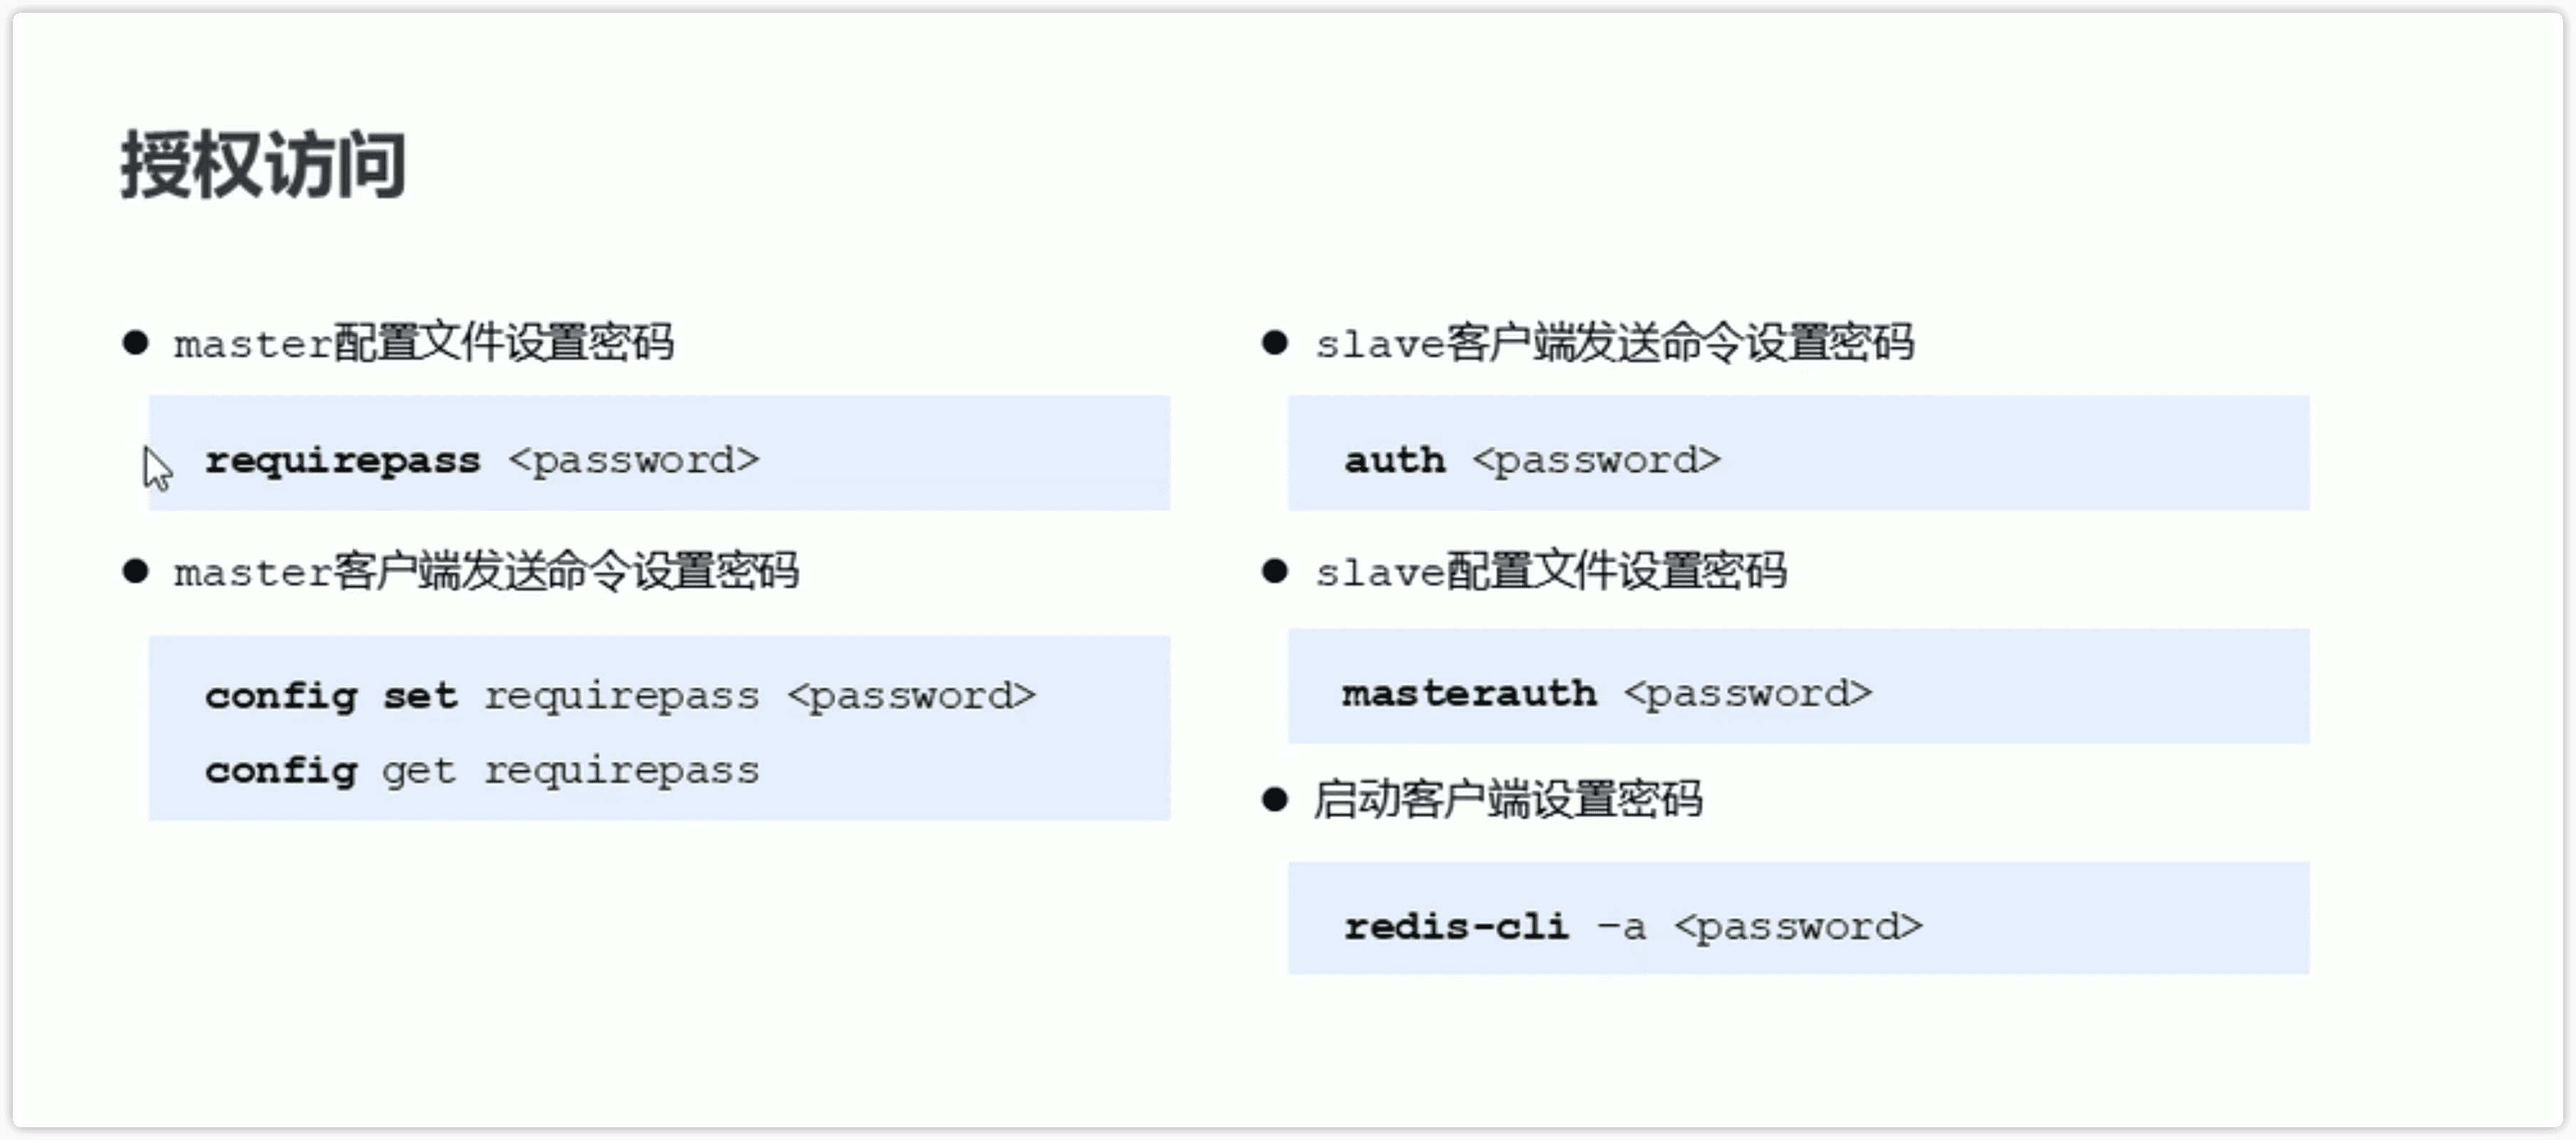 授权访问
master配置文件设置密码
requirepass <password>
master客户端发送命令设置密码
config set requirepass <password>
config get requirepass
slave客户端发送命令设置密码
auth <password>
slave配置文件设置密码
masterauth <password>
启动客户端设置密码
redis-cli –a <password>